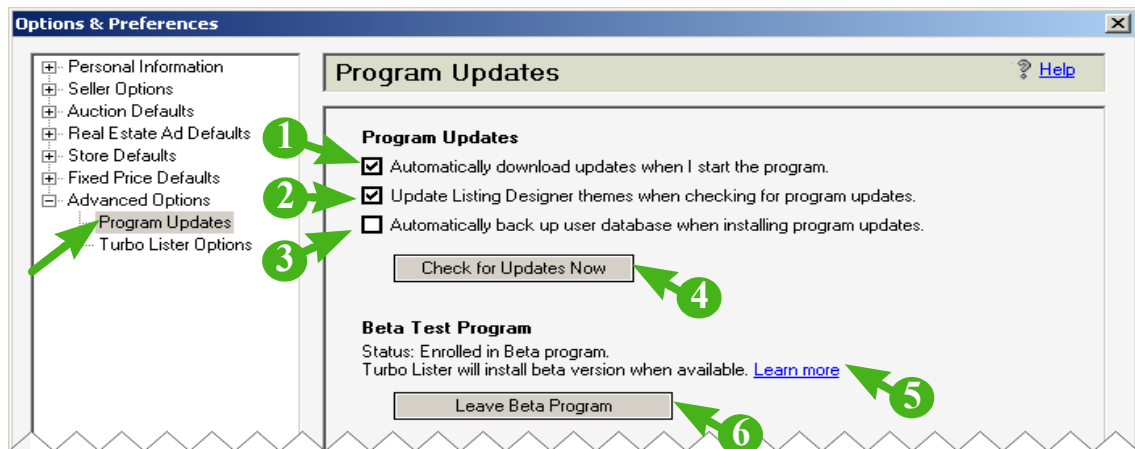 Options & Preferences
Personal Information
Seller Options
Auction Defaults
Real Estate Ad Defaults
Store Defaults
Fixed Price Defaults
Advanced Options
Program Updates
Turbo Lister Options
Program Updates
? Help
Program Updates
1
Automatically download updates when I start the program.
2
Update Listing Designer themes when checking for program updates.
3
Automatically back up user database when installing program updates.
Check for Updates Now
4
Beta Test Program
Status: Enrolled in Beta program.
Turbo Lister will install beta version when available. Learn more
5
Leave Beta Program
6